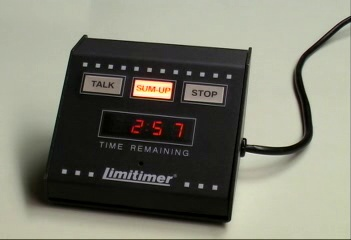 TALK SUM-UP STOP
2:57
TIME REMAINING
Limitimer®